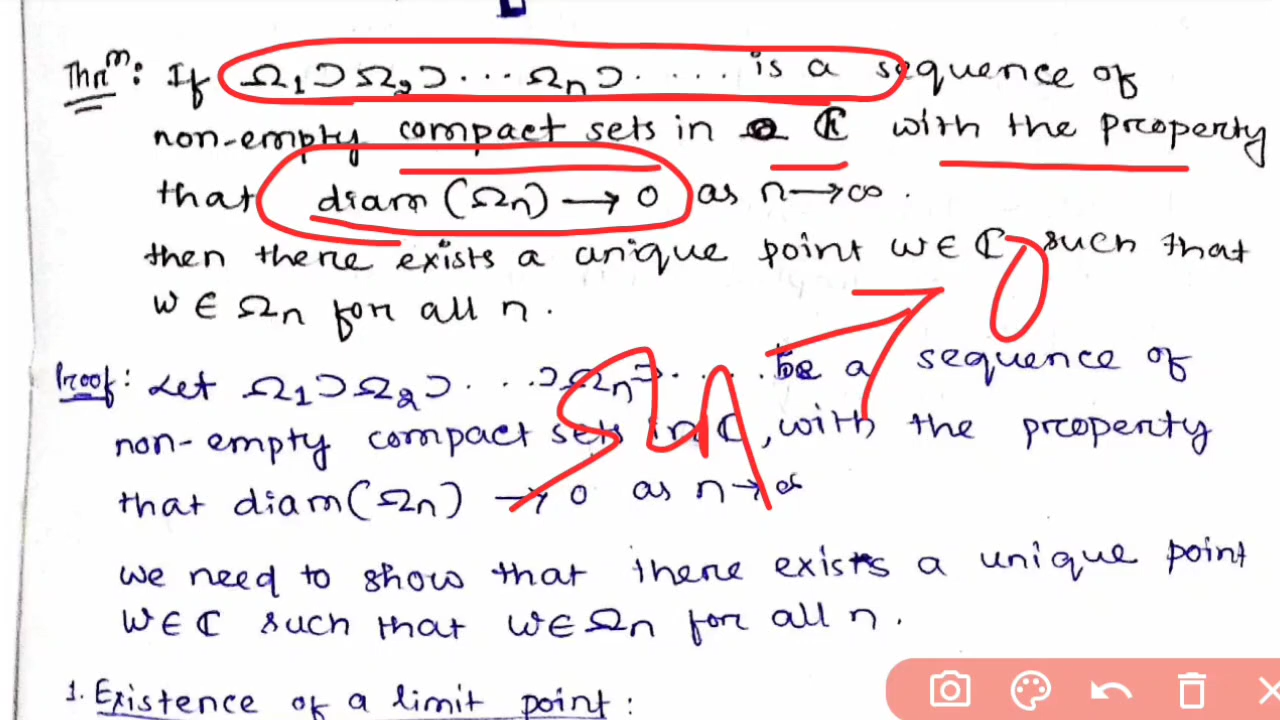 Thrᵐ: If Ω₁⊃Ω₂⊃···Ωₙ⊃···· is a sequence of
non-empty compact sets in ℂ with the property
that diam (Ωₙ) → 0 as n→∞.
then there exists a unique point w∈ℂ such that
w ∈ Ωₙ for all n.
Proof: Let Ω₁⊃Ω₂⊃···⊃Ωₙ⊃···· be a sequence of
non-empty compact sets in ℂ, with the property
that diam(Ωₙ) → 0 as n→∞
we need to show that there exists a unique point
w∈ℂ such that w∈Ωₙ for all n.
1. Existence of a limit point: